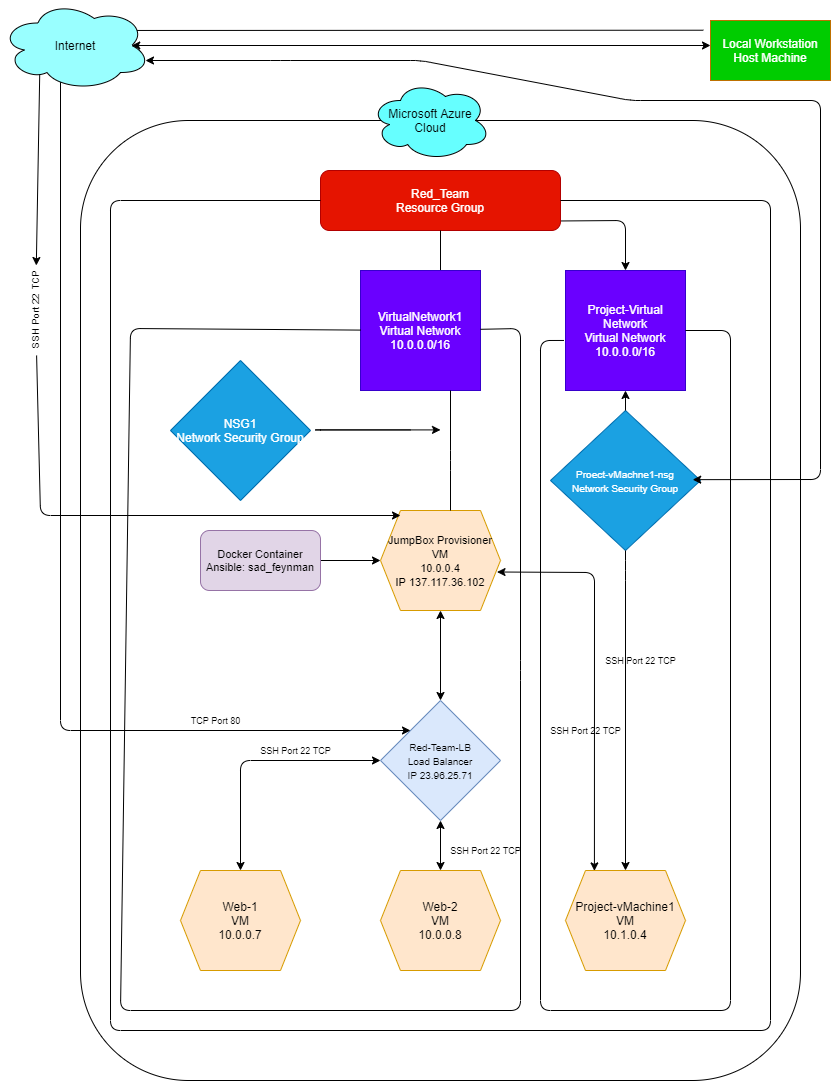 Internet
Local Workstation
Host Machine
Microsoft Azure
Cloud
Red_Team
Resource Group
VirtualNetwork1
Virtual Network
10.0.0.0/16
Project-Virtual
Network
Virtual Network
10.0.0.0/16
SSH Port 22 TCP
NSG1
Network Security Group
Proect-vMachne1-nsg
Network Security Group
JumpBox Provisioner
VM
10.0.0.4
IP 137.117.36.102
Docker Container
Ansible: sad_feynman
SSH Port 22 TCP
TCP Port 80
SSH Port 22 TCP
Red-Team-LB
Load Balancer
IP 23.96.25.71
SSH Port 22 TCP
SSH Port 22 TCP
Web-1
VM
10.0.0.7
Web-2
VM
10.0.0.8
Project-vMachine1
VM
10.1.0.4